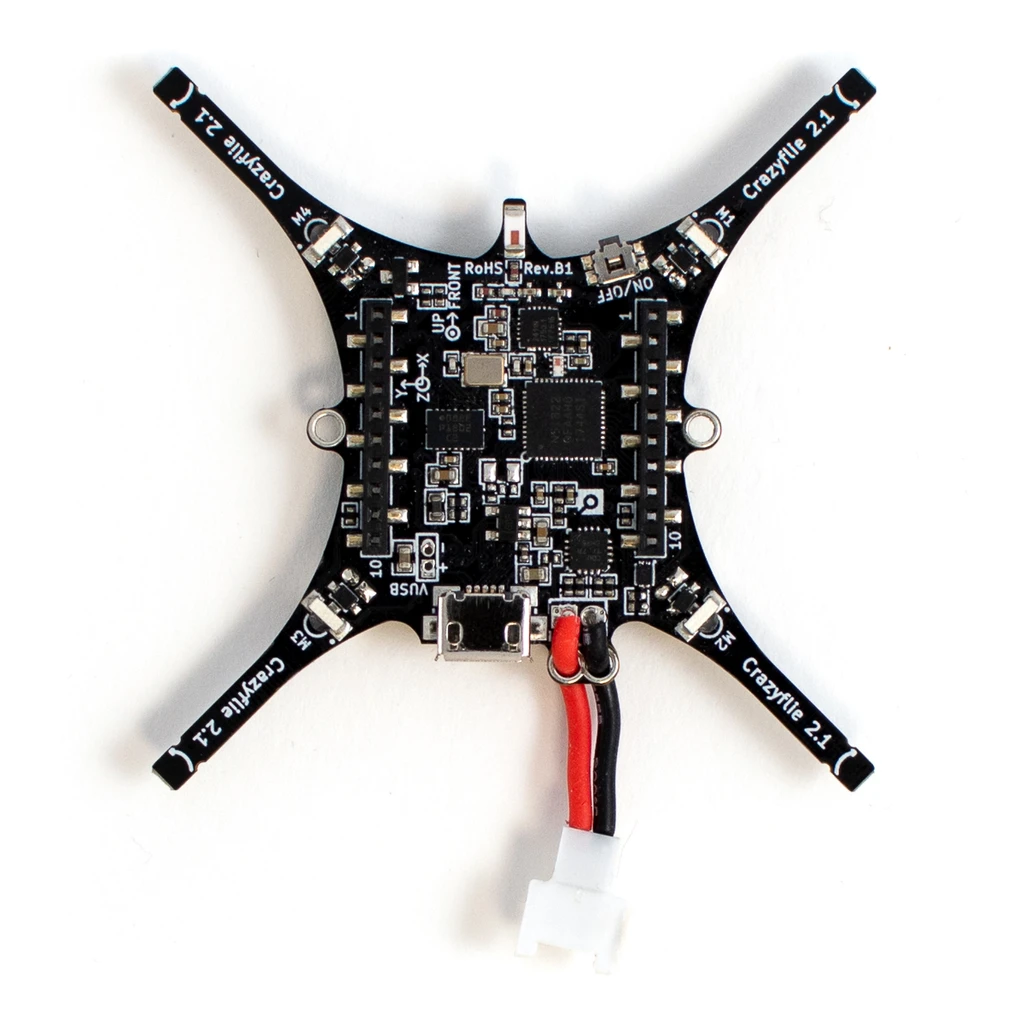 Crazyflie 2.1
Crazyflie 2.1
M4
M1
RoHS
Rev.B1
ON/OFF
UP
FRONT
1
1
Y
X
Z
10
10
-
+
VUSB
M3
M2
Crazyflie 2.1
Crazyflie 2.1